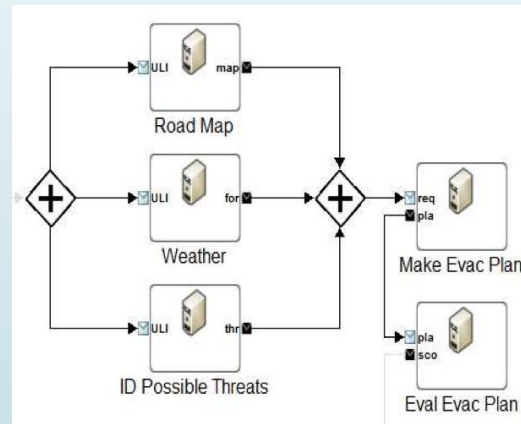 ULI map
Road Map
ULI for
Weather
ULI thr
ID Possible Threats
req
pla
Make Evac Plan
pla
sco
Eval Evac Plan